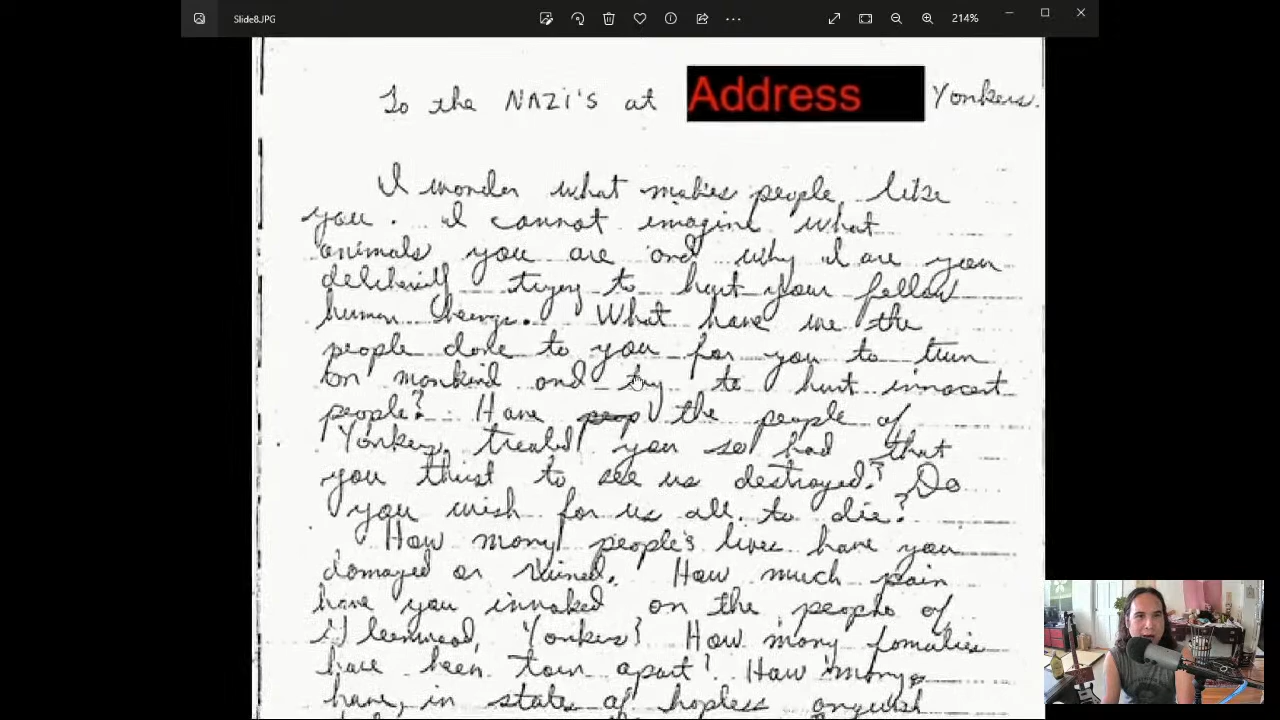 Slide8.JPG
214%
To the NAZi's at Address Yonkers.
I wonder what makes people like
you. I cannot imagine what
animals you are and why I are you
trying to hurt your fellow
human beings. What have we the
people done to you for you to turn
on mankind and try to hurt innocent
people? Have peop the people of
Yonkers treated you so bad that
you thirst to see us destroyed? Do
you wish for us all to die?
How many people's lives have you
damaged or ruined. How much pain
have you invoked on the people of
Yonkers? How many
have been torn apart? How many
in state of hopless anguish